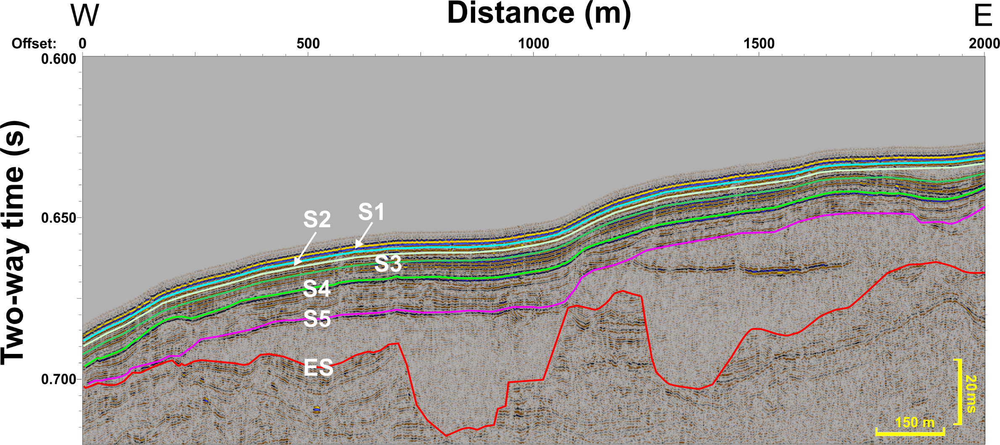 W Distance (m) E
Offset: 0 500 1000 1500 2000
Two-way time (s)
0.600
0.650
0.700
S2
S1
S3
S4
S5
ES
20ms
150 m